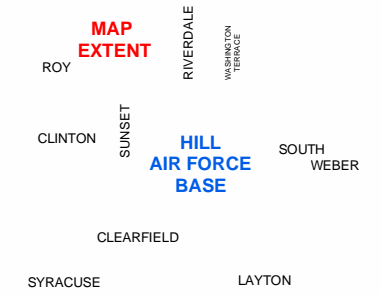 MAP
EXTENT
ROY
RIVERDALE
WASHINGTON
TERRACE
CLINTON
SUNSET
HILL
AIR FORCE
BASE
SOUTH
WEBER
CLEARFIELD
SYRACUSE
LAYTON